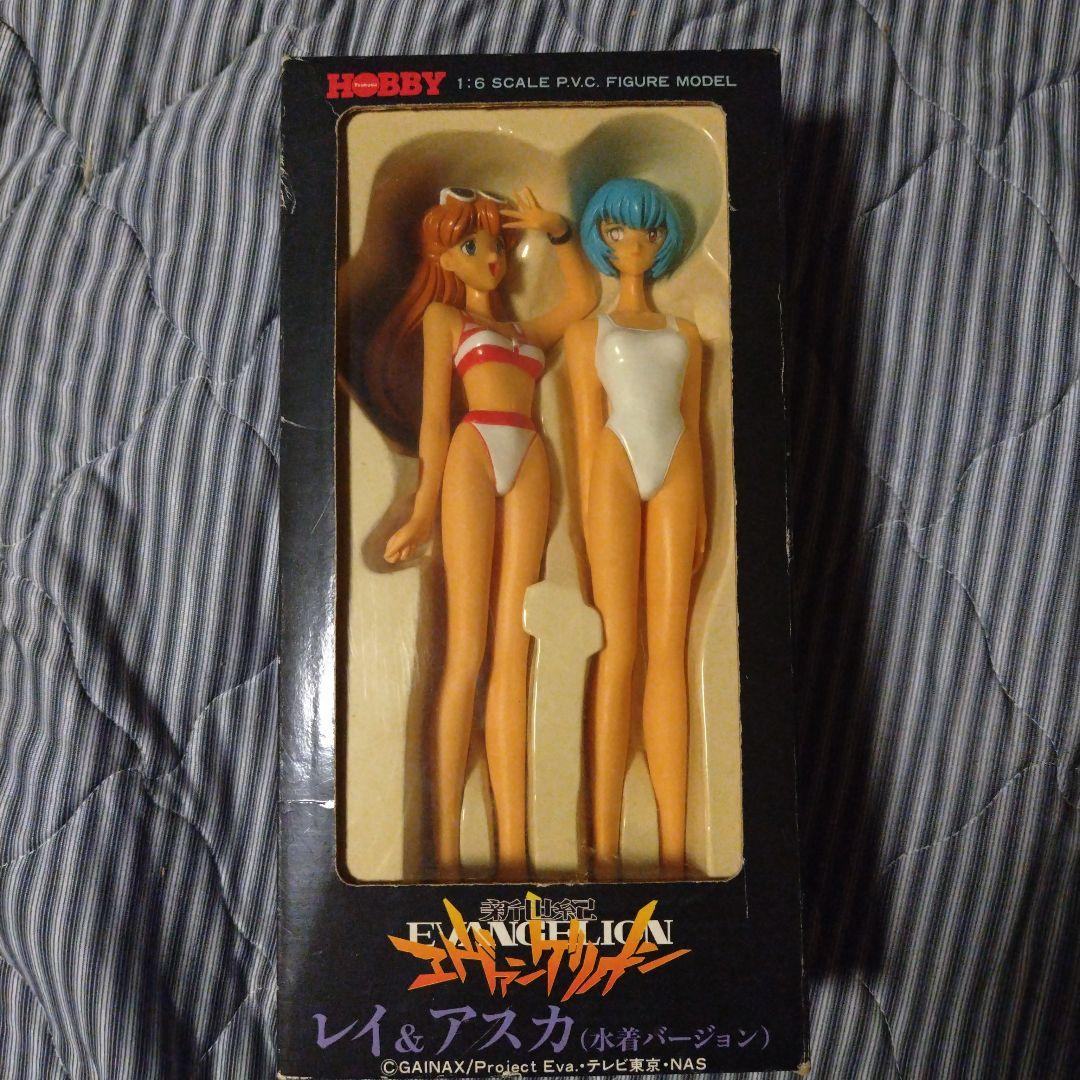 HOBBY 1:6 SCALE P.V.C. FIGURE MODEL
Tsukuda
新世紀
EVANGELION
エヴァンゲリオン
レイ&アスカ(水着バージョン)
©GAINAX/Project Eva.・テレビ東京・NAS